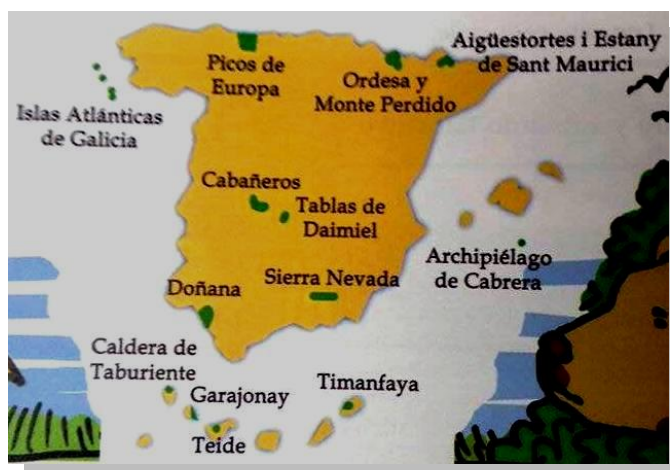 Aigüestortes i Estany
de Sant Maurici
Picos de
Europa
Ordesa y
Monte Perdido
Islas Atlánticas
de Galicia
Cabañeros
Tablas de
Daimiel
Archipiélago
de Cabrera
Sierra Nevada
Doñana
Caldera de
Taburiente
Garajonay
Timanfaya
Teide